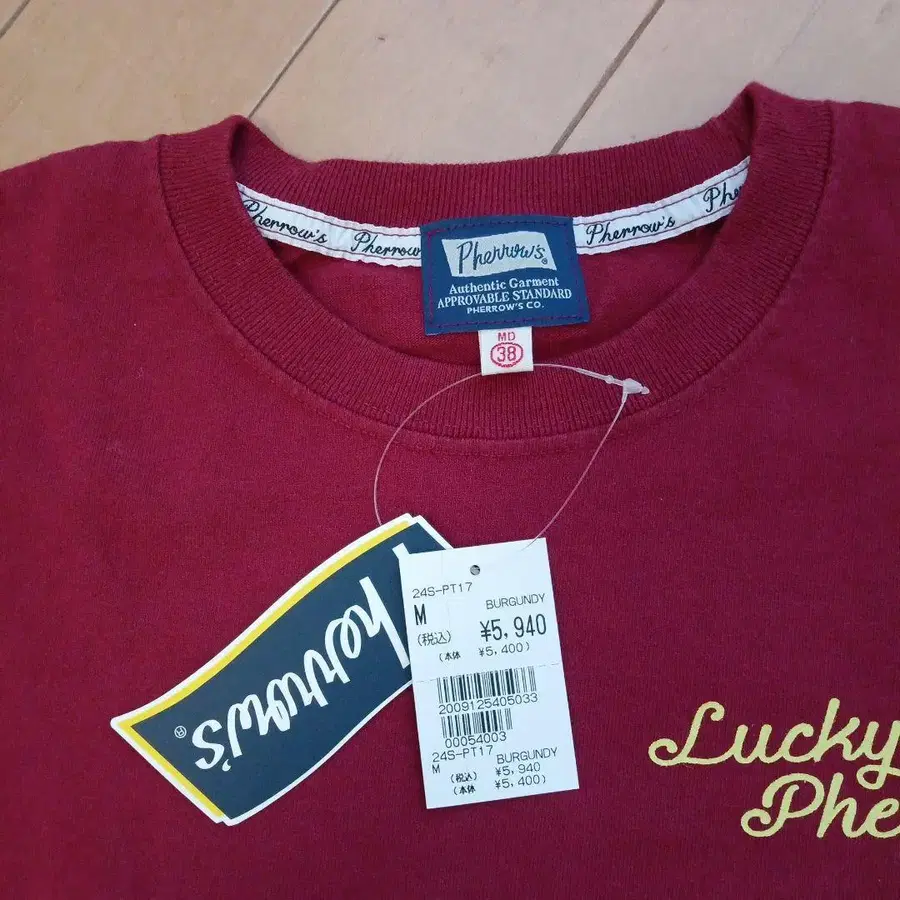 Pherrow's Pherrow Pherrow's Phe
Pherrow's®
Authentic Garment
APPROVABLE STANDARD
PHERROW'S CO.
MD
38
Pherrow's®
24S-PT17
M BURGUNDY
(税込) ¥5,940
(本体 ¥5,400)
2009125405033
00054003
24S-PT17
M BURGUNDY
(税込) ¥5,940
(本体 ¥5,400)
Lucky
Phe